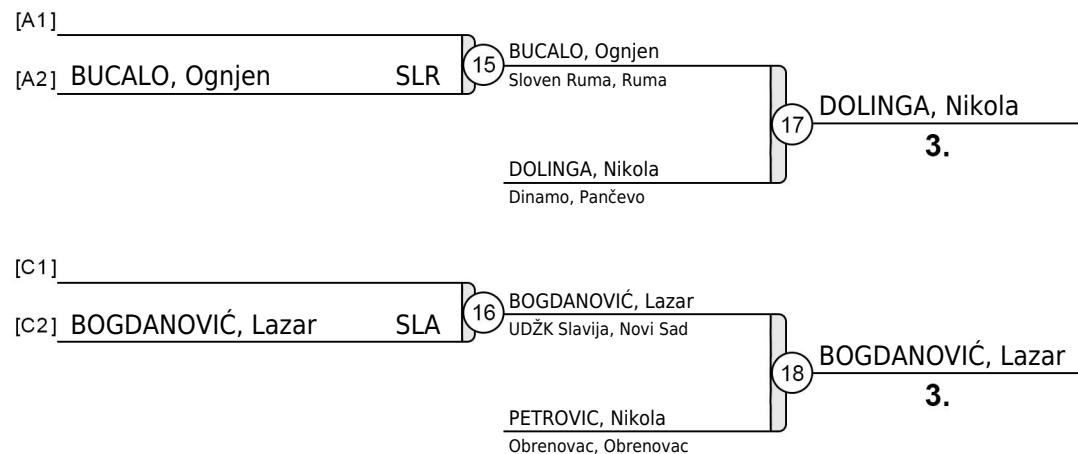 [A1]
[A2] BUCALO, Ognjen SLR
15
BUCALO, Ognjen
Sloven Ruma, Ruma
17
DOLINGA, Nikola
3.
DOLINGA, Nikola
Dinamo, Pančevo
[C1]
[C2] BOGDANOVIĆ, Lazar SLA
16
BOGDANOVIĆ, Lazar
UDŽK Slavija, Novi Sad
18
BOGDANOVIĆ, Lazar
3.
PETROVIC, Nikola
Obrenovac, Obrenovac